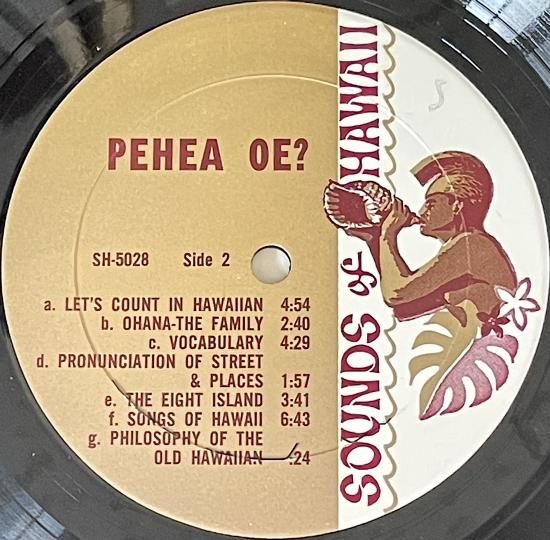 PEHEA OE?
SH-5028 Side 2
a. LET'S COUNT IN HAWAIIAN 4:54
b. OHANA-THE FAMILY 2:40
c. VOCABULARY 4:29
d. PRONUNCIATION OF STREET
& PLACES 1:57
e. THE EIGHT ISLAND 3:41
f. SONGS OF HAWAII 6:43
g. PHILOSOPHY OF THE
OLD HAWAIIAN :24
SOUNDS of HAWAII